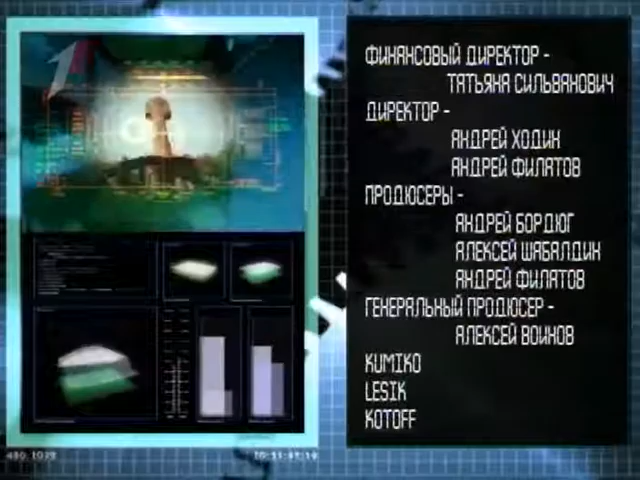 ФИНАНСОВЫЙ ДИРЕКТОР -
ТАТЬЯНА СИЛЬВАНОВИЧ
ДИРЕКТОР -
АНДРЕЙ ХОДИН
АНДРЕЙ ФИЛАТОВ
ПРОДЮСЕРЫ -
АНДРЕЙ БОРДЮГ
АЛЕКСЕЙ ШАБАЛДИН
АНДРЕЙ ФИЛАТОВ
ГЕНЕРАЛЬНЫЙ ПРОДЮСЕР -
АЛЕКСЕЙ ВОИНОВ
KUMIKO
LESIK
KOTOFF